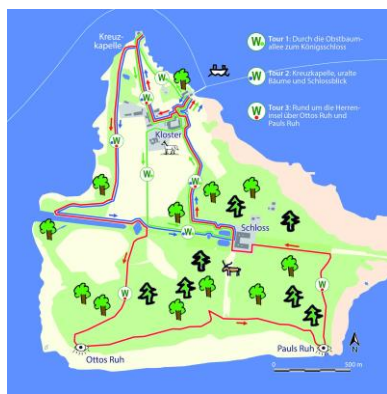 Kreuz-
kapelle
W Tour 1: Durch die Obstbaum-
allee zum Königsschloss
W Tour 2: Kreuzkapelle, uralte
Bäume und Schlossblick
W Tour 3: Rund um die Herren-
insel über Ottos Ruh und
Pauls Ruh
W
W
W
Kloster
W
W
W
W
Schloss
W
W
Ottos Ruh
Pauls Ruh
N
0 500 m